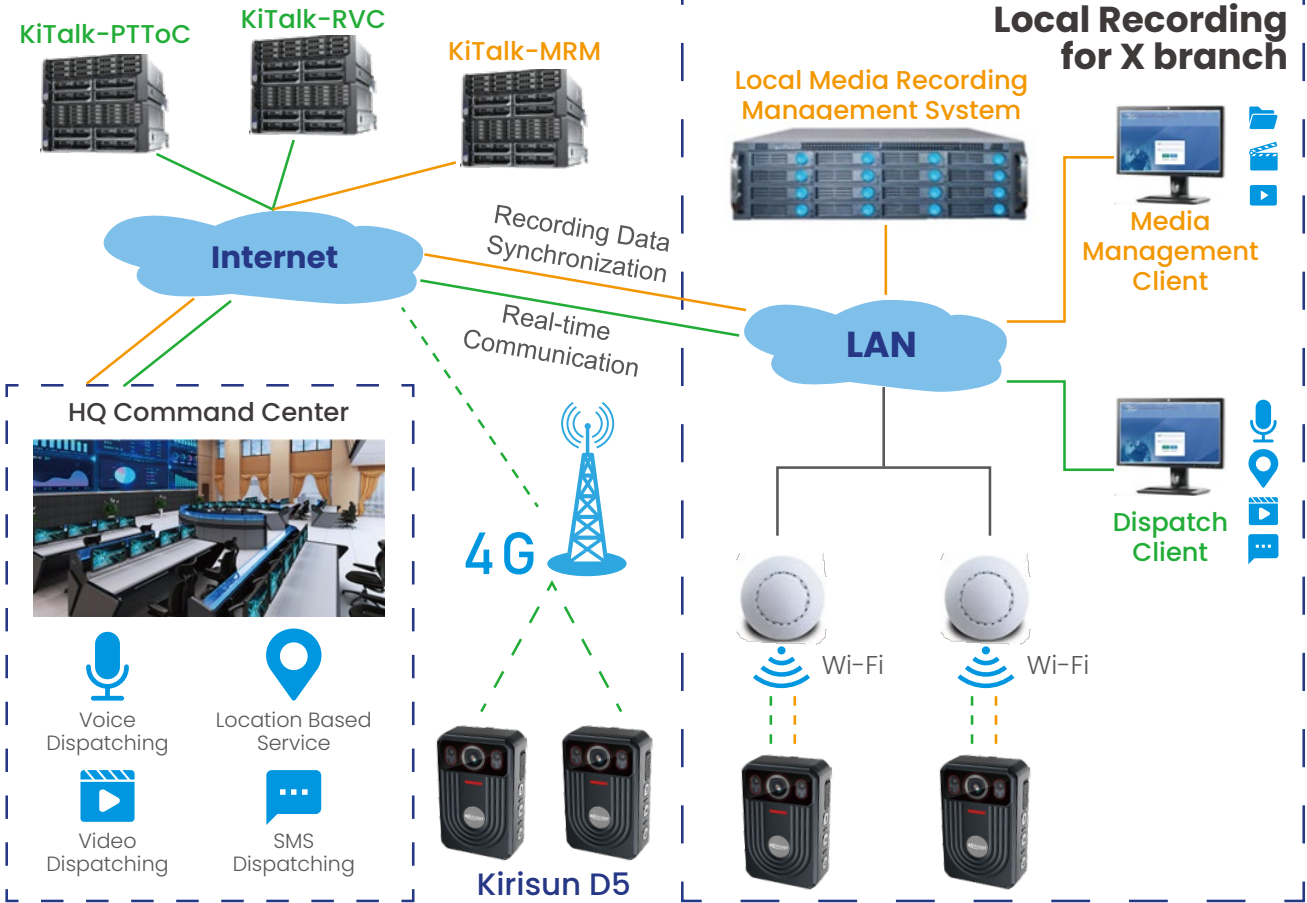 KiTalk-PTToC
KiTalk-RVC
KiTalk-MRM
Internet
Recording Data
Synchronization
Real-time
Communication
HQ Command Center
Voice
Dispatching
Location Based
Service
Video
Dispatching
SMS
Dispatching
4G
Kirisun D5
Local Recording
for X branch
Local Media Recording
Management System
LAN
Media
Management
Client
Dispatch
Client
Wi-Fi
Wi-Fi